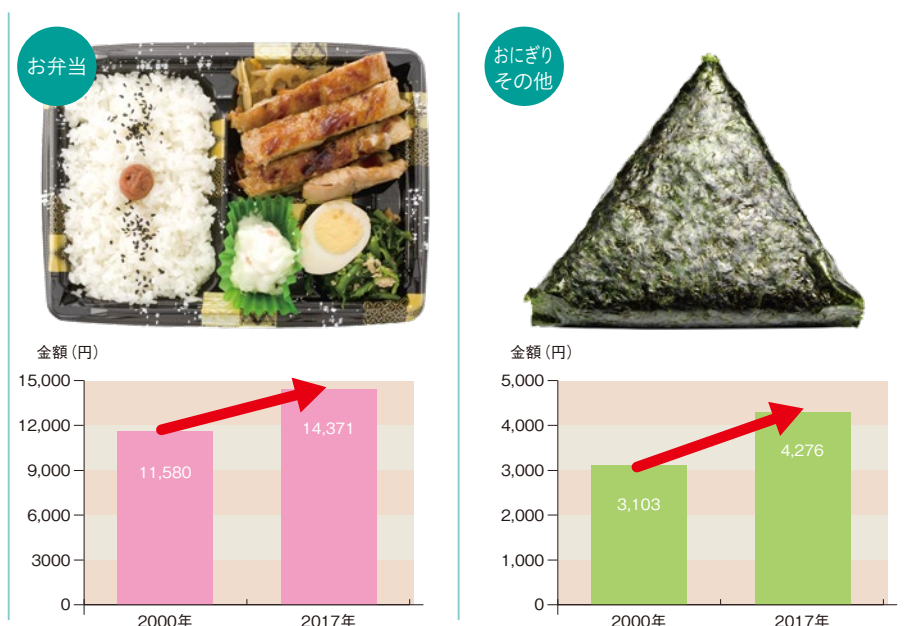 お弁当
金額（円）
15,000
12,000
9,000
6,000
3000
0
11,580
14,371
2000年
2017年
おにぎり
その他
金額（円）
5,000
4,000
3,000
2,000
1,000
0
3,103
4,276
2000年
2017年